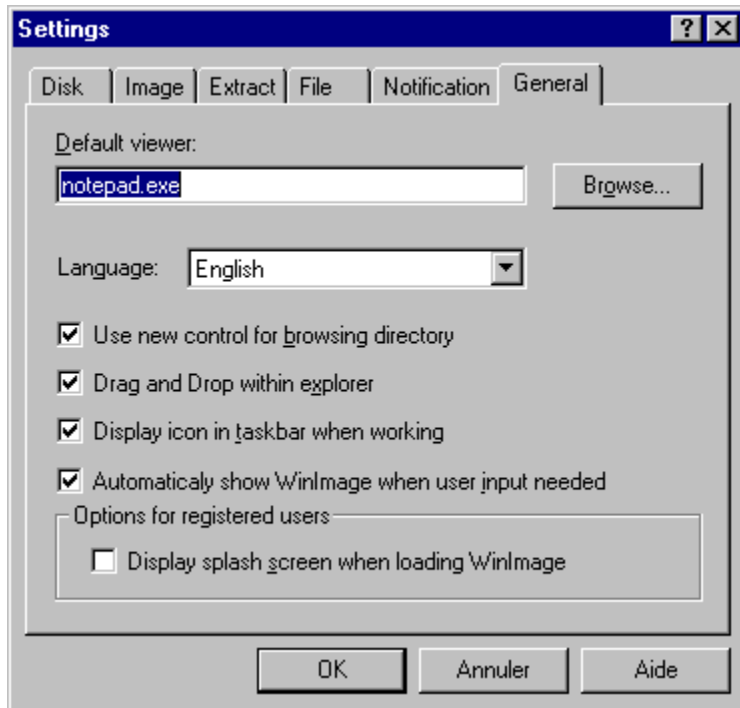 Settings
Disk Image Extract File Notification General
Default viewer:
notepad.exe
Browse...
Language: English
Use new control for browsing directory
Drag and Drop within explorer
Display icon in taskbar when working
Automaticaly show WinImage when user input needed
Options for registered users
Display splash screen when loading WinImage
OK Annuler Aide